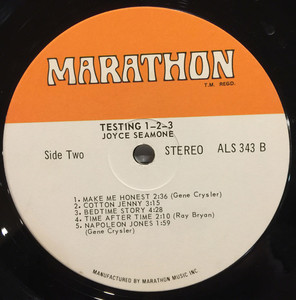 MARATHON
T.M. REGD.
TESTING 1-2-3
JOYCE SEAMONE
Side Two STEREO ALS 343 B
1. MAKE ME HONEST 2:36 (Gene Crysler)
2. COTTON JENNY 3:15
3. BEDTIME STORY 4:28
4. TIME AFTER TIME 2:10 (Ray Bryan)
5. NAPOLEON JONES 1:59
(Gene Crysler)
MANUFACTURED BY MARATHON MUSIC INC.